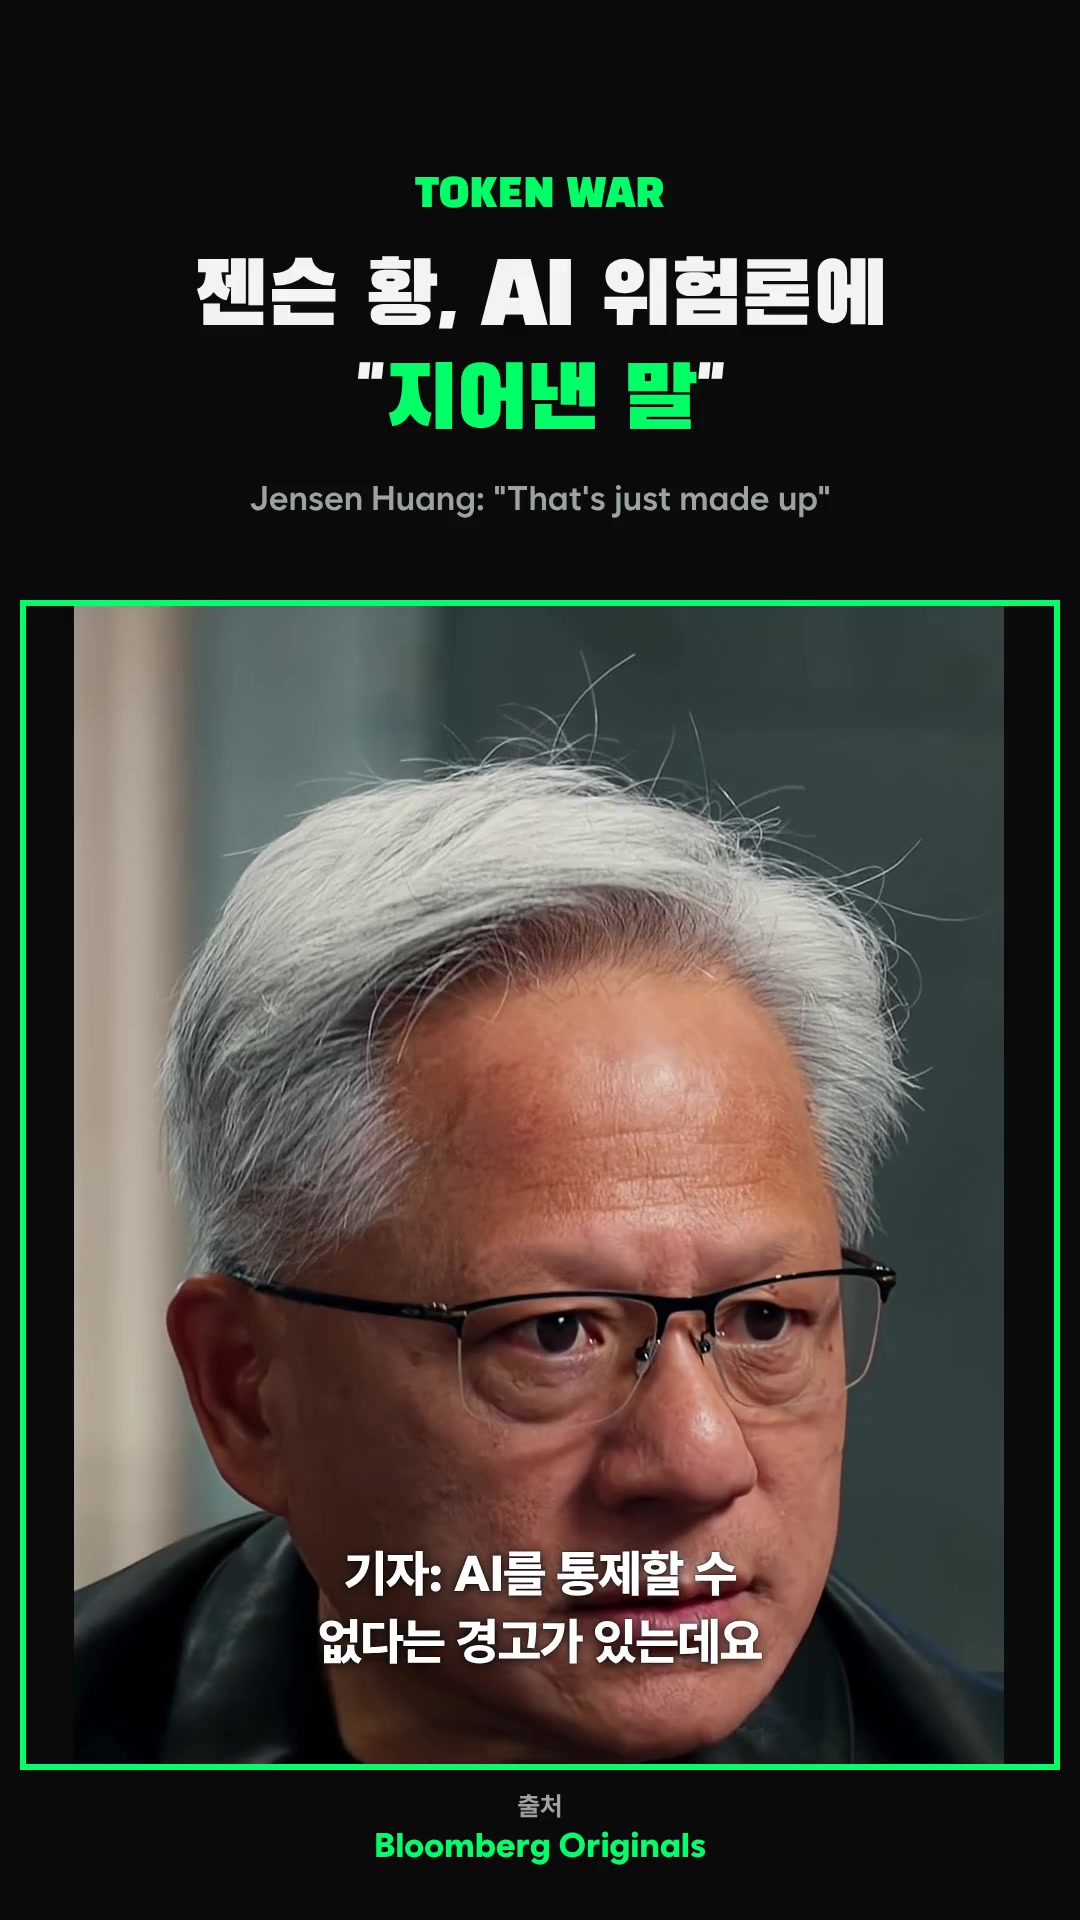 TOKEN WAR
젠슨 황, AI 위험론에
"지어낸 말"
Jensen Huang: "That's just made up"
기자: AI를 통제할 수
없다는 경고가 있는데요
출처
Bloomberg Originals